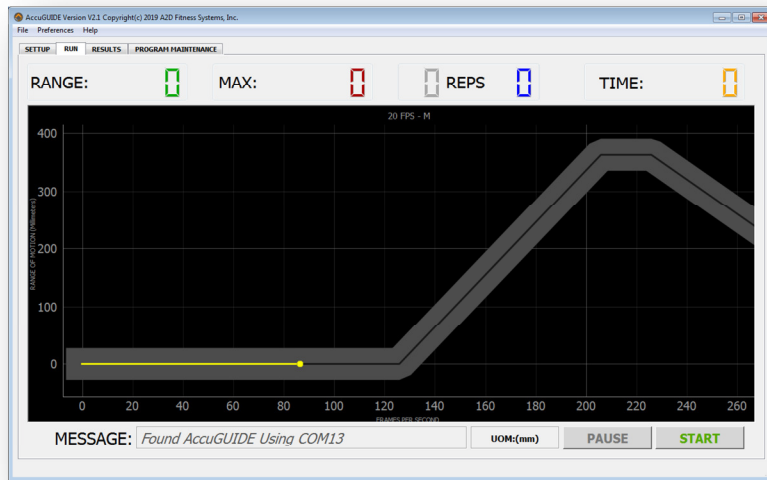 AccuGUIDE Version V2.1 Copyright(c) 2019 A2D Fitness Systems, Inc.
File Preferences Help
SETTUP RUN RESULTS PROGRAM MAINTENANCE
RANGE: 0 MAX: 0 0 REPS 0 TIME: 0
20 FPS - M
400
300
200
100
0
RANGE OF MOTION (Millimeters)
0 20 40 60 80 100 120 140 160 180 200 220 240 260
FRAMES PER SECOND
MESSAGE: Found AccuGUIDE Using COM13 UOM:(mm) PAUSE START